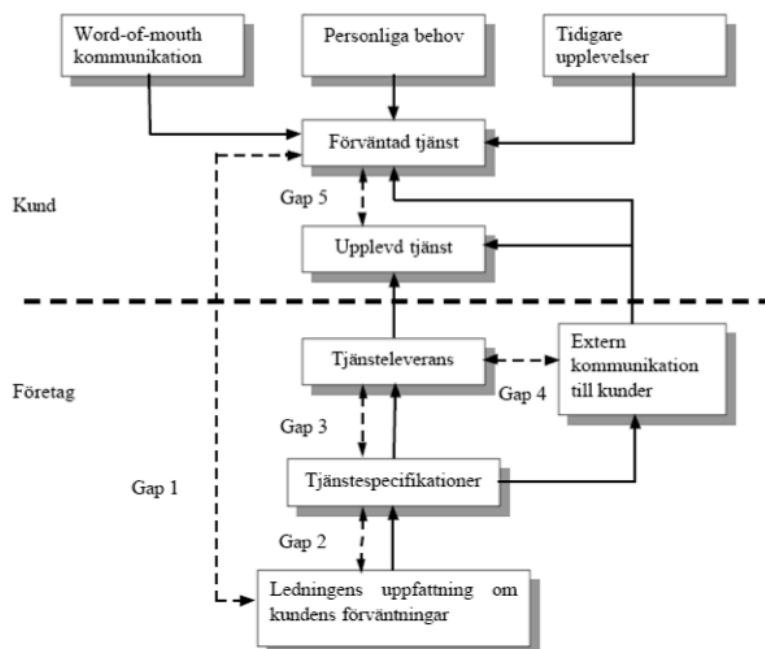 Word-of-mouth
kommunikation
Personliga behov
Tidigare
upplevelser
Förväntad tjänst
Gap 5
Kund
Upplevd tjänst
Tjänsteleverans
Extern
kommunikation
till kunder
Gap 4
Företag
Gap 3
Tjänstespecifikationer
Gap 1
Gap 2
Ledningens uppfattning om
kundens förväntningar